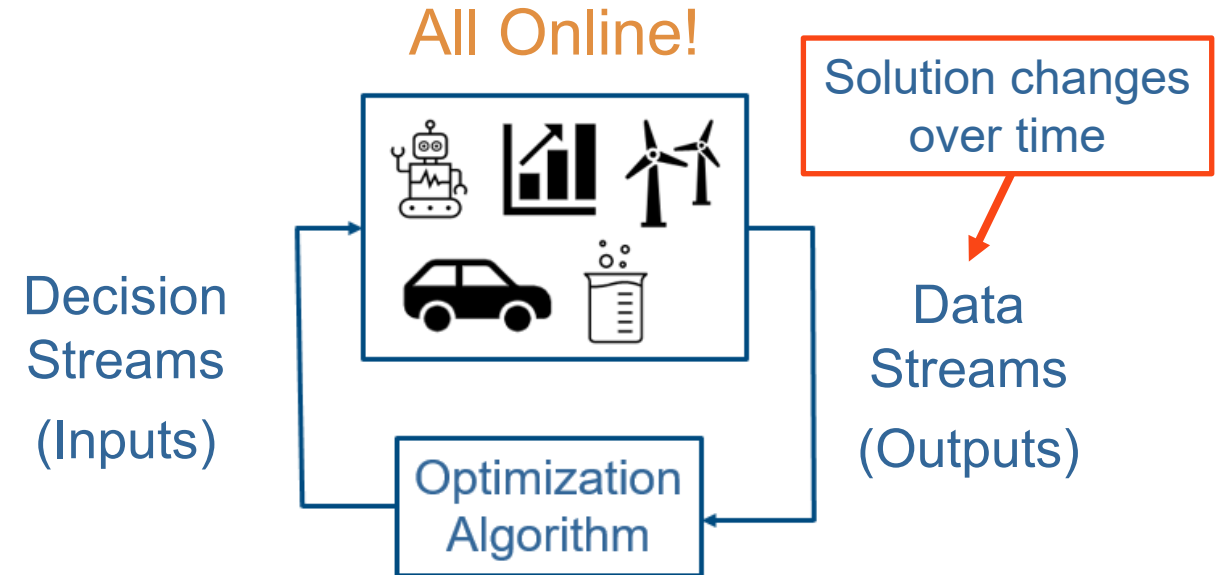 All Online!
Solution changes
over time
Decision
Streams
(Inputs)
Data
Streams
(Outputs)
Optimization
Algorithm